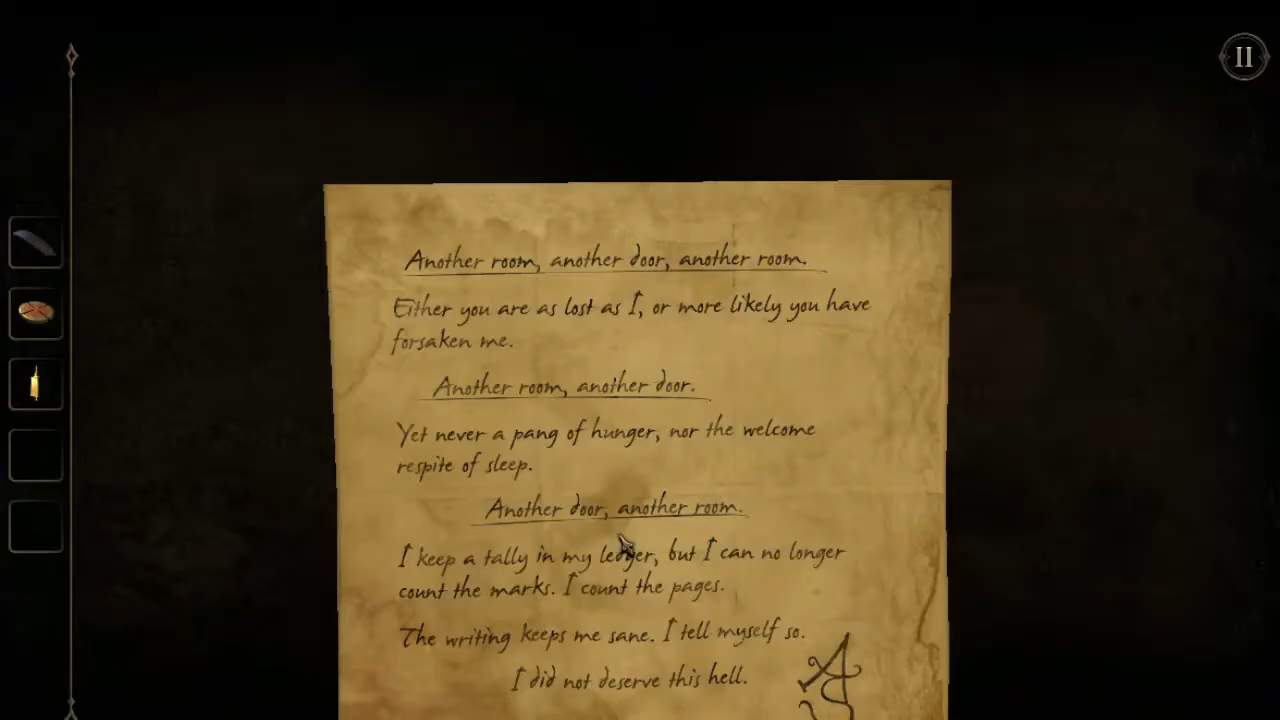 Another room, another door, another room.
Either you are as lost as I, or more likely you have
forsaken me.
Another room, another door.
Yet never a pang of hunger, nor the welcome
respite of sleep.
Another door, another room.
I keep a tally in my ledger, but I can no longer
count the marks. I count the pages.
The writing keeps me sane. I tell myself so.
I did not deserve this hell.